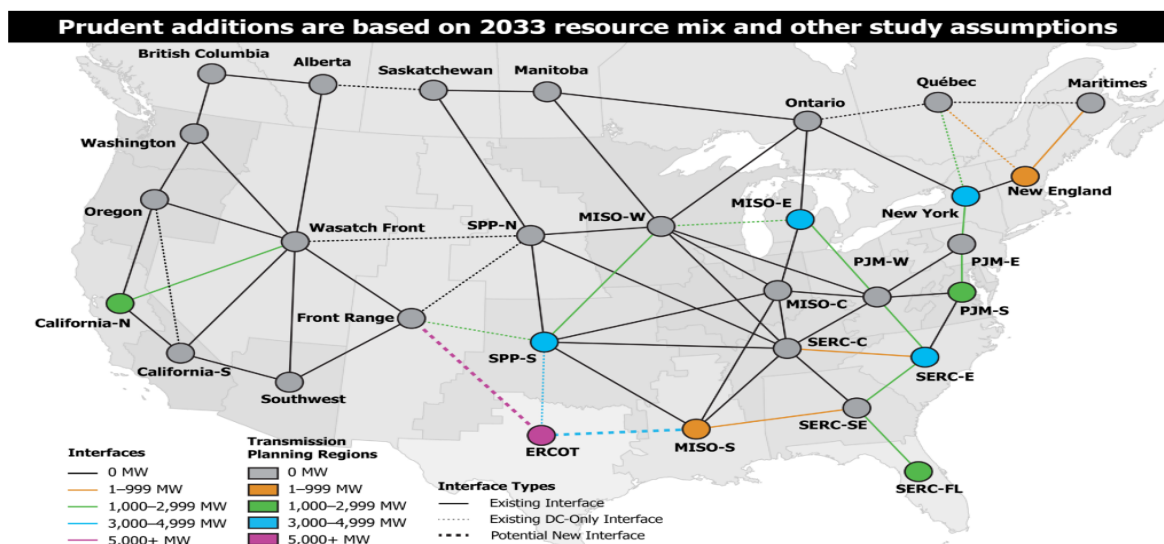 Prudent additions are based on 2033 resource mix and other study assumptions
British Columbia
Alberta
Saskatchewan
Manitoba
Québec
Maritimes
Ontario
Washington
Oregon
Wasatch Front
SPP-N
MISO-W
MISO-E
New York
New England
PJM-W
PJM-E
California-N
Front Range
MISO-C
PJM-S
California-S
SPP-S
SERC-C
SERC-E
Southwest
ERCOT
MISO-S
SERC-SE
SERC-FL
Interfaces
0 MW
1–999 MW
1,000–2,999 MW
3,000–4,999 MW
5,000+ MW
Transmission
Planning Regions
0 MW
1–999 MW
1,000–2,999 MW
3,000–4,999 MW
5,000+ MW
Interface Types
Existing Interface
Existing DC-Only Interface
Potential New Interface